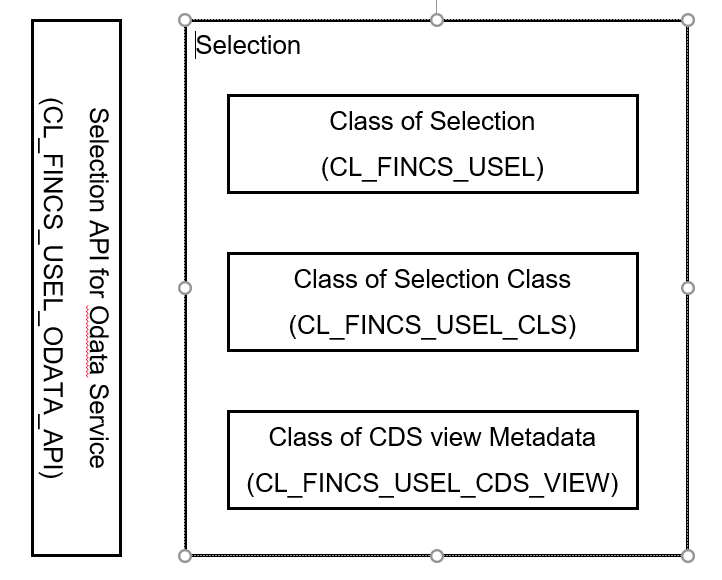 Selection API for Odata Service
(CL_FINCS_USEL_ODATA_API)
Selection
Class of Selection
(CL_FINCS_USEL)
Class of Selection Class
(CL_FINCS_USEL_CLS)
Class of CDS view Metadata
(CL_FINCS_USEL_CDS_VIEW)